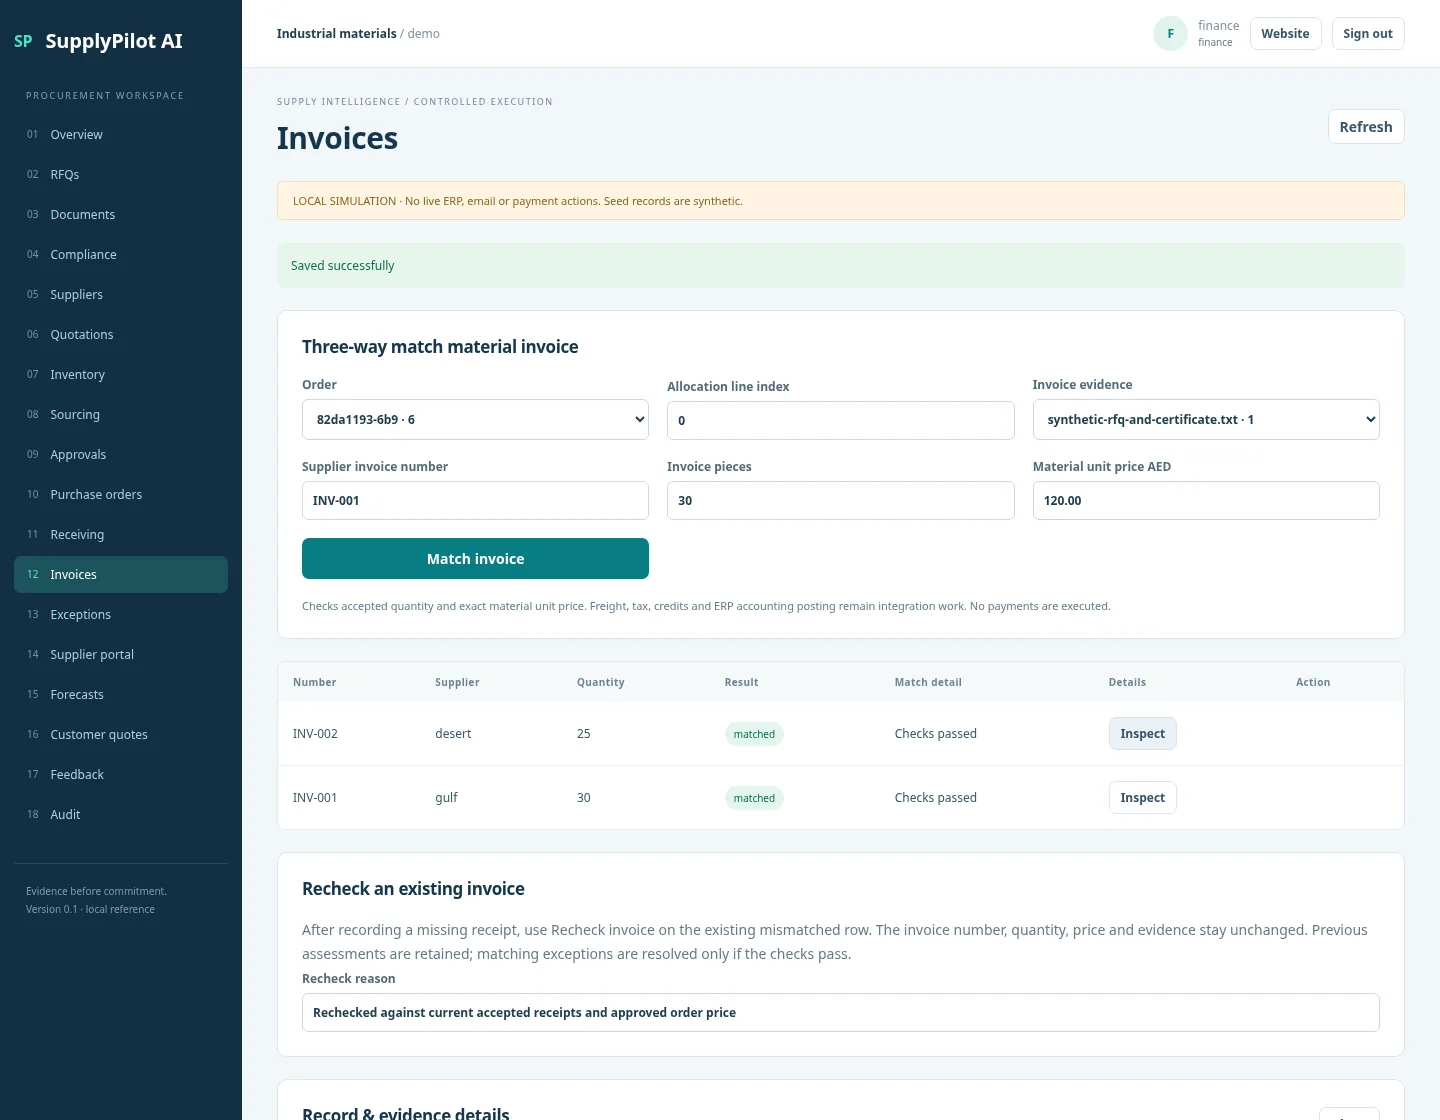 SP SupplyPilot AI
PROCUREMENT WORKSPACE
01 Overview
02 RFQs
03 Documents
04 Compliance
05 Suppliers
06 Quotations
07 Inventory
08 Sourcing
09 Approvals
10 Purchase orders
11 Receiving
12 Invoices
13 Exceptions
14 Supplier portal
15 Forecasts
16 Customer quotes
17 Feedback
18 Audit
Evidence before commitment.
Version 0.1 · local reference
Industrial materials / demo
F
finance
finance
Website
Sign out
SUPPLY INTELLIGENCE / CONTROLLED EXECUTION
Invoices
Refresh
LOCAL SIMULATION · No live ERP, email or payment actions. Seed records are synthetic.
Saved successfully
Three-way match material invoice
Order Allocation line index Invoice evidence
82da1193-6b9 · 6 0 synthetic-rfq-and-certificate.txt · 1
Supplier invoice number Invoice pieces Material unit price AED
INV-001 30 120.00
Match invoice
Checks accepted quantity and exact material unit price. Freight, tax, credits and ERP accounting posting remain integration work. No payments are executed.
Number Supplier Quantity Result Match detail Details Action
INV-002 desert 25 matched Checks passed Inspect
INV-001 gulf 30 matched Checks passed Inspect
Recheck an existing invoice
After recording a missing receipt, use Recheck invoice on the existing mismatched row. The invoice number, quantity, price and evidence stay unchanged. Previous
assessments are retained; matching exceptions are resolved only if the checks pass.
Recheck reason
Rechecked against current accepted receipts and approved order price
Record & evidence details